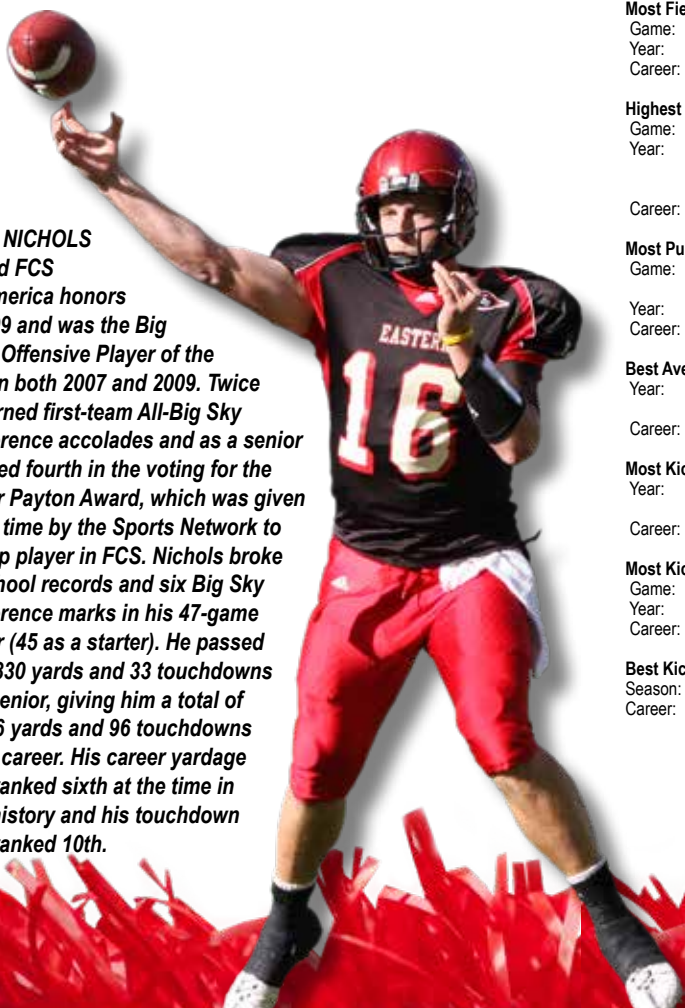 NICHOLS
d FCS
merica honors
9 and was the Big
Offensive Player of the
n both 2007 and 2009. Twice
rned first-team All-Big Sky
erence accolades and as a senior
ed fourth in the voting for the
r Payton Award, which was given
time by the Sports Network to
p player in FCS. Nichols broke
hool records and six Big Sky
erence marks in his 47-game
r (45 as a starter). He passed
330 yards and 33 touchdowns
enior, giving him a total of
6 yards and 96 touchdowns
career. His career yardage
anked sixth at the time in
istory and his touchdown
anked 10th.
EASTERN
16
Most Fie
Game:
Year:
Career:
Highest
Game:
Year:
Career:
Most Pu
Game:
Year:
Career:
Best Ave
Year:
Career:
Most Kic
Year:
Career:
Most Kic
Game:
Year:
Career:
Best Kic
Season:
Career: